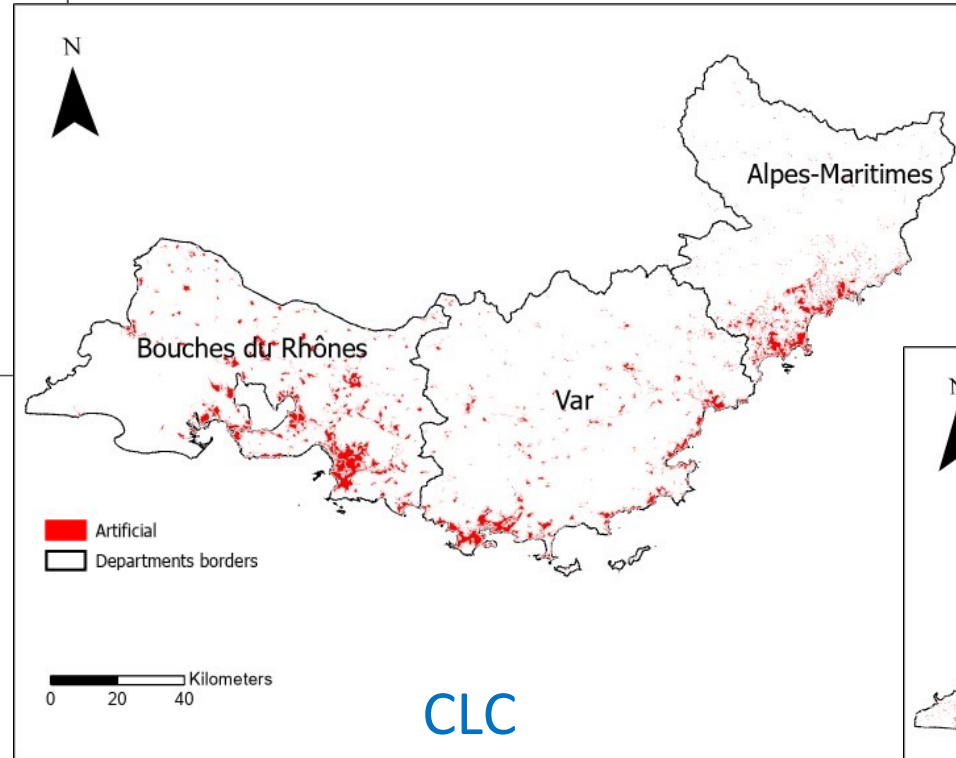 N
Alpes-Maritimes
Bouches du Rhônes
Var
N
Artificial
Departments borders
Kilometers
0 20 40
CLC